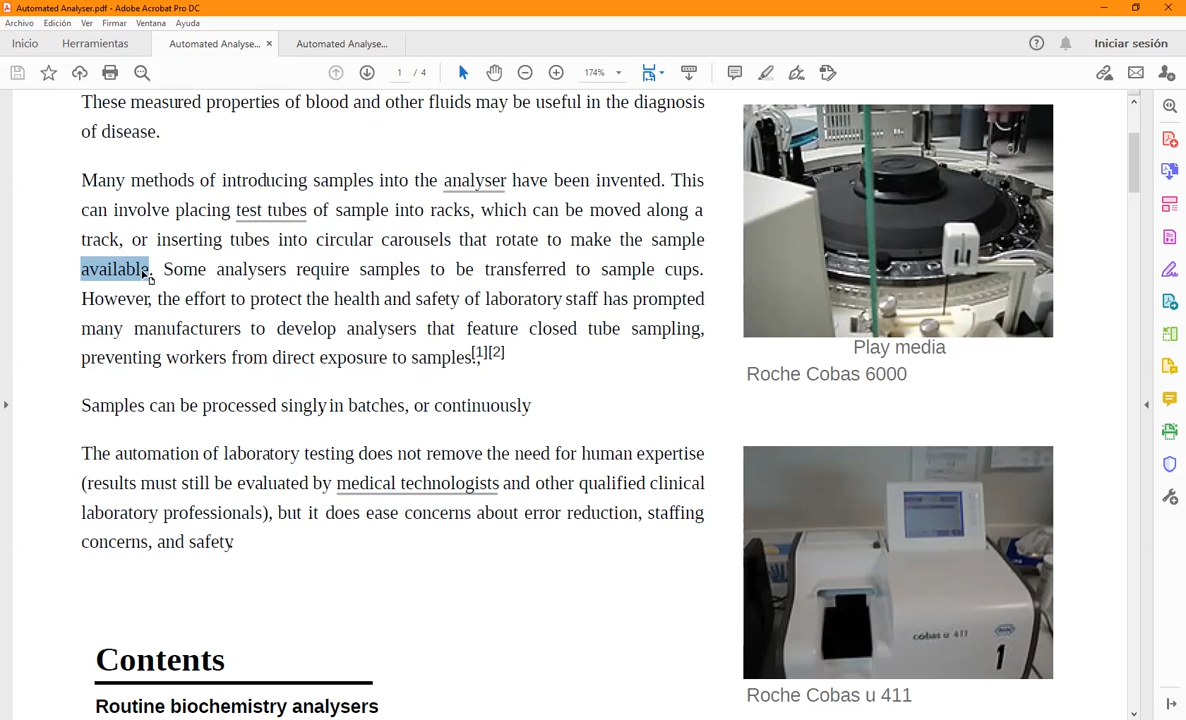 Automated Analyser.pdf - Adobe Acrobat Pro DC
Archivo Edición Ver Firmar Ventana Ayuda
Inicio Herramientas Automated Analyse... × Automated Analyse... Iniciar sesión
1 / 4 174%
These measured properties of blood and other fluids may be useful in the diagnosis
of disease.
Many methods of introducing samples into the analyser have been invented. This
can involve placing test tubes of sample into racks, which can be moved along a
track, or inserting tubes into circular carousels that rotate to make the sample
available. Some analysers require samples to be transferred to sample cups.
However, the effort to protect the health and safety of laboratory staff has prompted
many manufacturers to develop analysers that feature closed tube sampling,
preventing workers from direct exposure to samples.,[1][2]
Samples can be processed singly in batches, or continuously
The automation of laboratory testing does not remove the need for human expertise
(results must still be evaluated by medical technologists and other qualified clinical
laboratory professionals), but it does ease concerns about error reduction, staffing
concerns, and safety.
Contents
Routine biochemistry analysers
Play media
Roche Cobas 6000
cobas u 411
Roche
1
Roche Cobas u 411